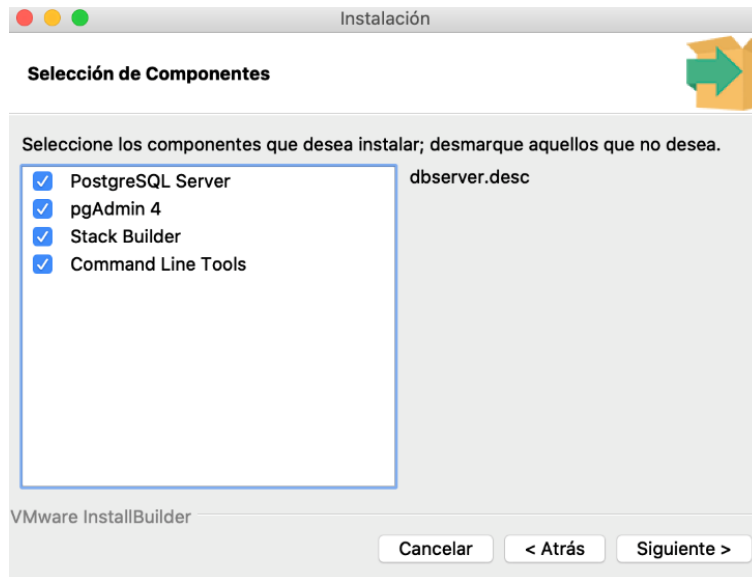 Instalación
Selección de Componentes
Seleccione los componentes que desea instalar; desmarque aquellos que no desea.
PostgreSQL Server
dbserver.desc
pgAdmin 4
Stack Builder
Command Line Tools
VMware InstallBuilder
Cancelar
< Atrás
Siguiente >